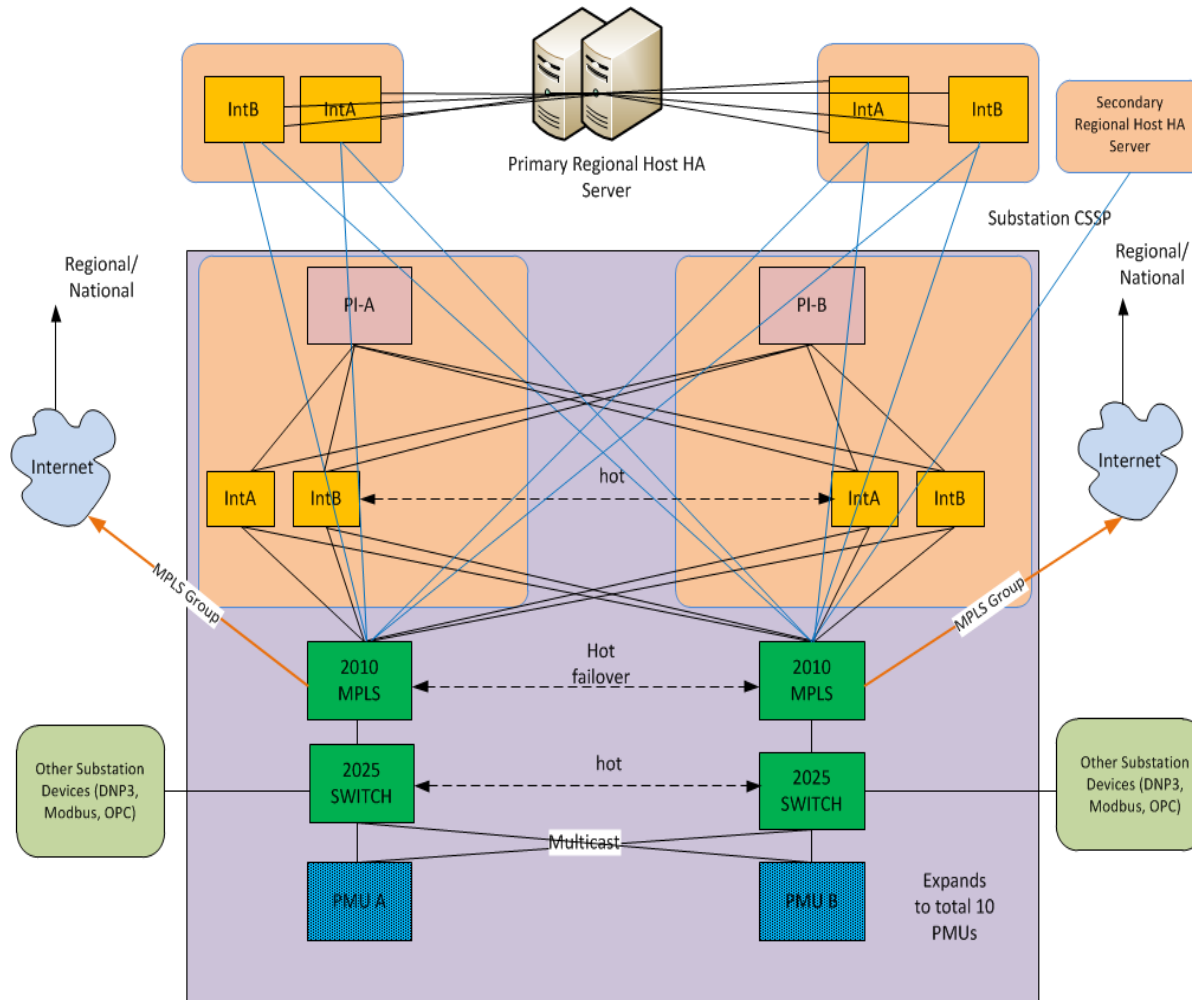 IntB
IntA
IntA
IntB
Secondary
Regional Host HA
Server
Primary Regional Host HA
Server
Substation CSSP
Regional/
National
Regional/
National
PI-A
PI-B
Internet
Internet
IntA
IntB
hot
IntA
IntB
MPLS Group
MPLS Group
2010
MPLS
Hot
failover
2010
MPLS
Other Substation
Devices (DNP3,
Modbus, OPC)
2025
SWITCH
hot
2025
SWITCH
Other Substation
Devices (DNP3,
Modbus, OPC)
Multicast
PMU A
PMU B
Expands
to total 10
PMUs